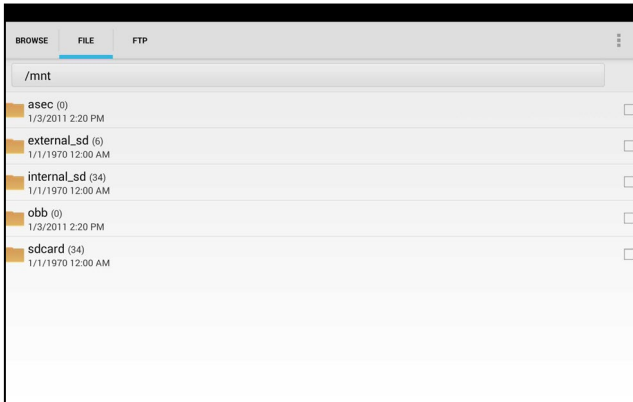 BROWSE FILE FTP
/mnt
asec (0)
1/3/2011 2:20 PM
external_sd (6)
1/1/1970 12:00 AM
internal_sd (34)
1/1/1970 12:00 AM
obb (0)
1/3/2011 2:20 PM
sdcard (34)
1/1/1970 12:00 AM